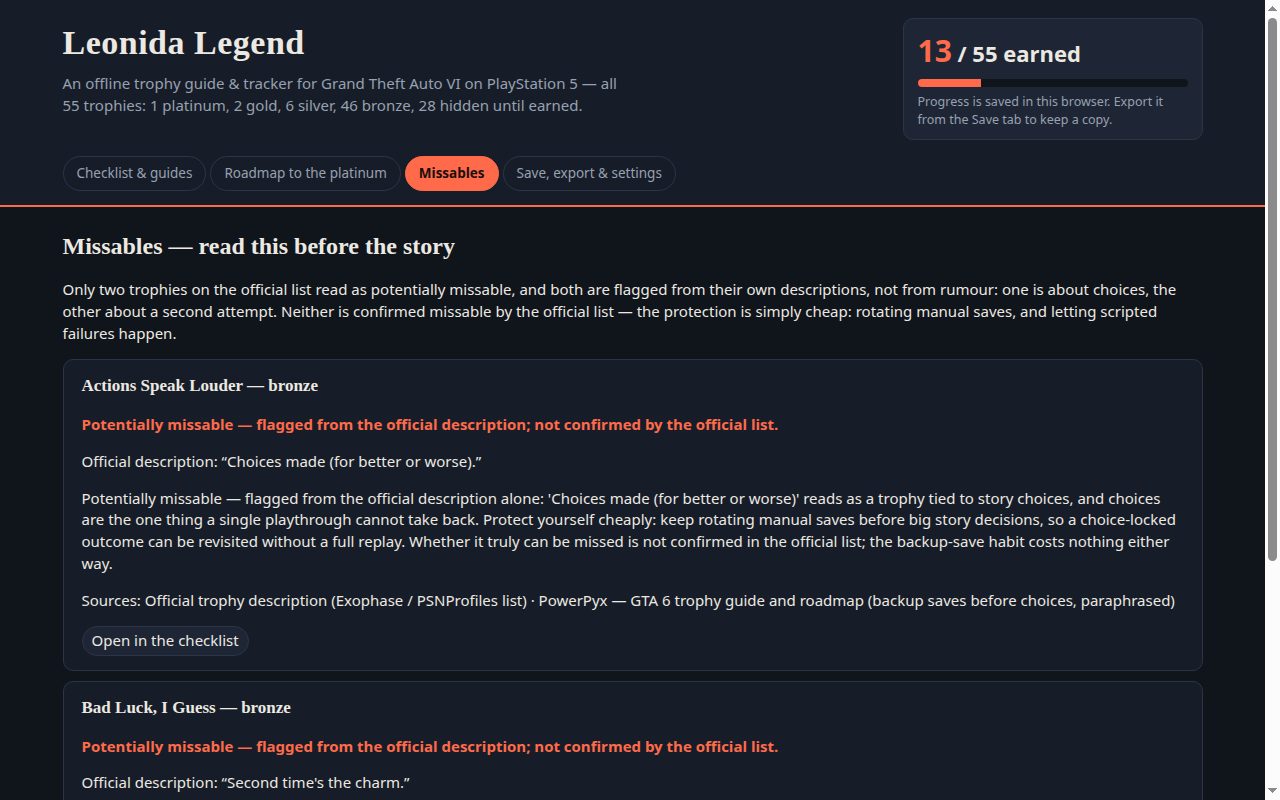 Leonida Legend
An offline trophy guide & tracker for Grand Theft Auto VI on PlayStation 5 — all
55 trophies: 1 platinum, 2 gold, 6 silver, 46 bronze, 28 hidden until earned.
13 / 55 earned
Progress is saved in this browser. Export it
from the Save tab to keep a copy.
Checklist & guides
Roadmap to the platinum
Missables
Save, export & settings
Missables — read this before the story
Only two trophies on the official list read as potentially missable, and both are flagged from their own descriptions, not from rumour: one is about choices, the
other about a second attempt. Neither is confirmed missable by the official list — the protection is simply cheap: rotating manual saves, and letting scripted
failures happen.
Actions Speak Louder — bronze
Potentially missable — flagged from the official description; not confirmed by the official list.
Official description: “Choices made (for better or worse).”
Potentially missable — flagged from the official description alone: 'Choices made (for better or worse)' reads as a trophy tied to story choices, and choices
are the one thing a single playthrough cannot take back. Protect yourself cheaply: keep rotating manual saves before big story decisions, so a choice-locked
outcome can be revisited without a full replay. Whether it truly can be missed is not confirmed in the official list; the backup-save habit costs nothing either
way.
Sources: Official trophy description (Exophase / PSNProfiles list) · PowerPyx — GTA 6 trophy guide and roadmap (backup saves before choices, paraphrased)
Open in the checklist
Bad Luck, I Guess — bronze
Potentially missable — flagged from the official description; not confirmed by the official list.
Official description: “Second time's the charm.”